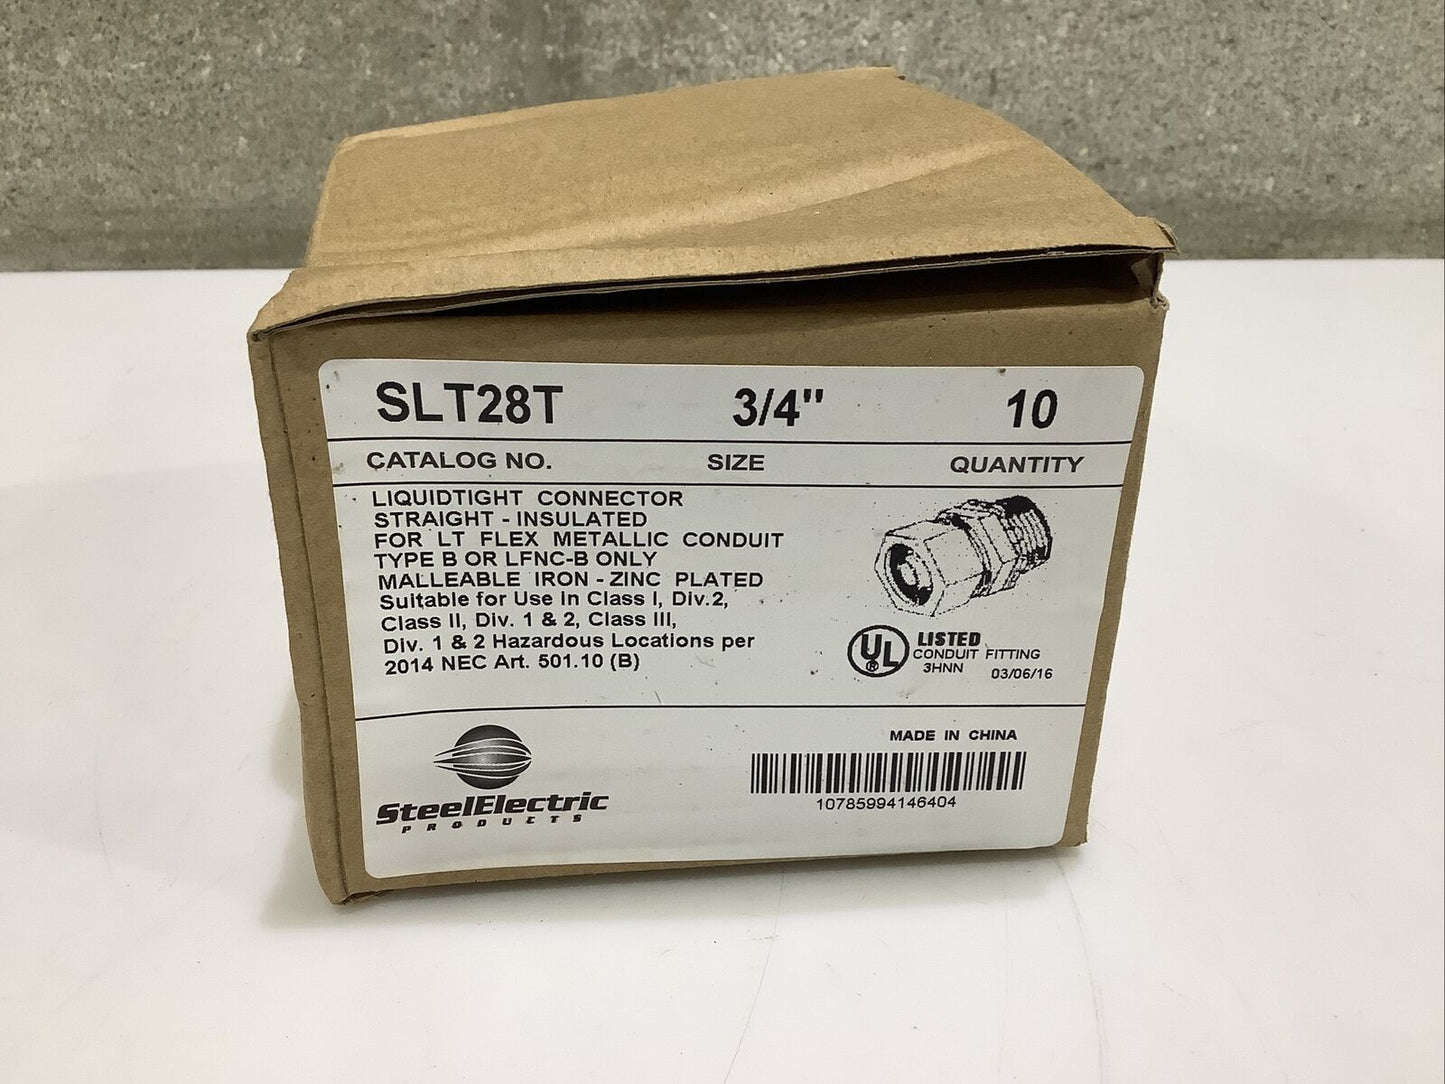 SLT28T 3/4" 10
CATALOG NO. SIZE QUANTITY
LIQUIDTIGHT CONNECTOR
STRAIGHT - INSULATED
FOR LT FLEX METALLIC CONDUIT
TYPE B OR LFNC-B ONLY
MALLEABLE IRON - ZINC PLATED
Suitable for Use In Class I, Div.2,
Class II, Div. 1 & 2, Class III,
Div. 1 & 2 Hazardous Locations per
2014 NEC Art. 501.10 (B)
UL ® LISTED
CONDUIT FITTING
3HNN 03/06/16
SteelElectric
PRODUCTS
MADE IN CHINA
10785994146404